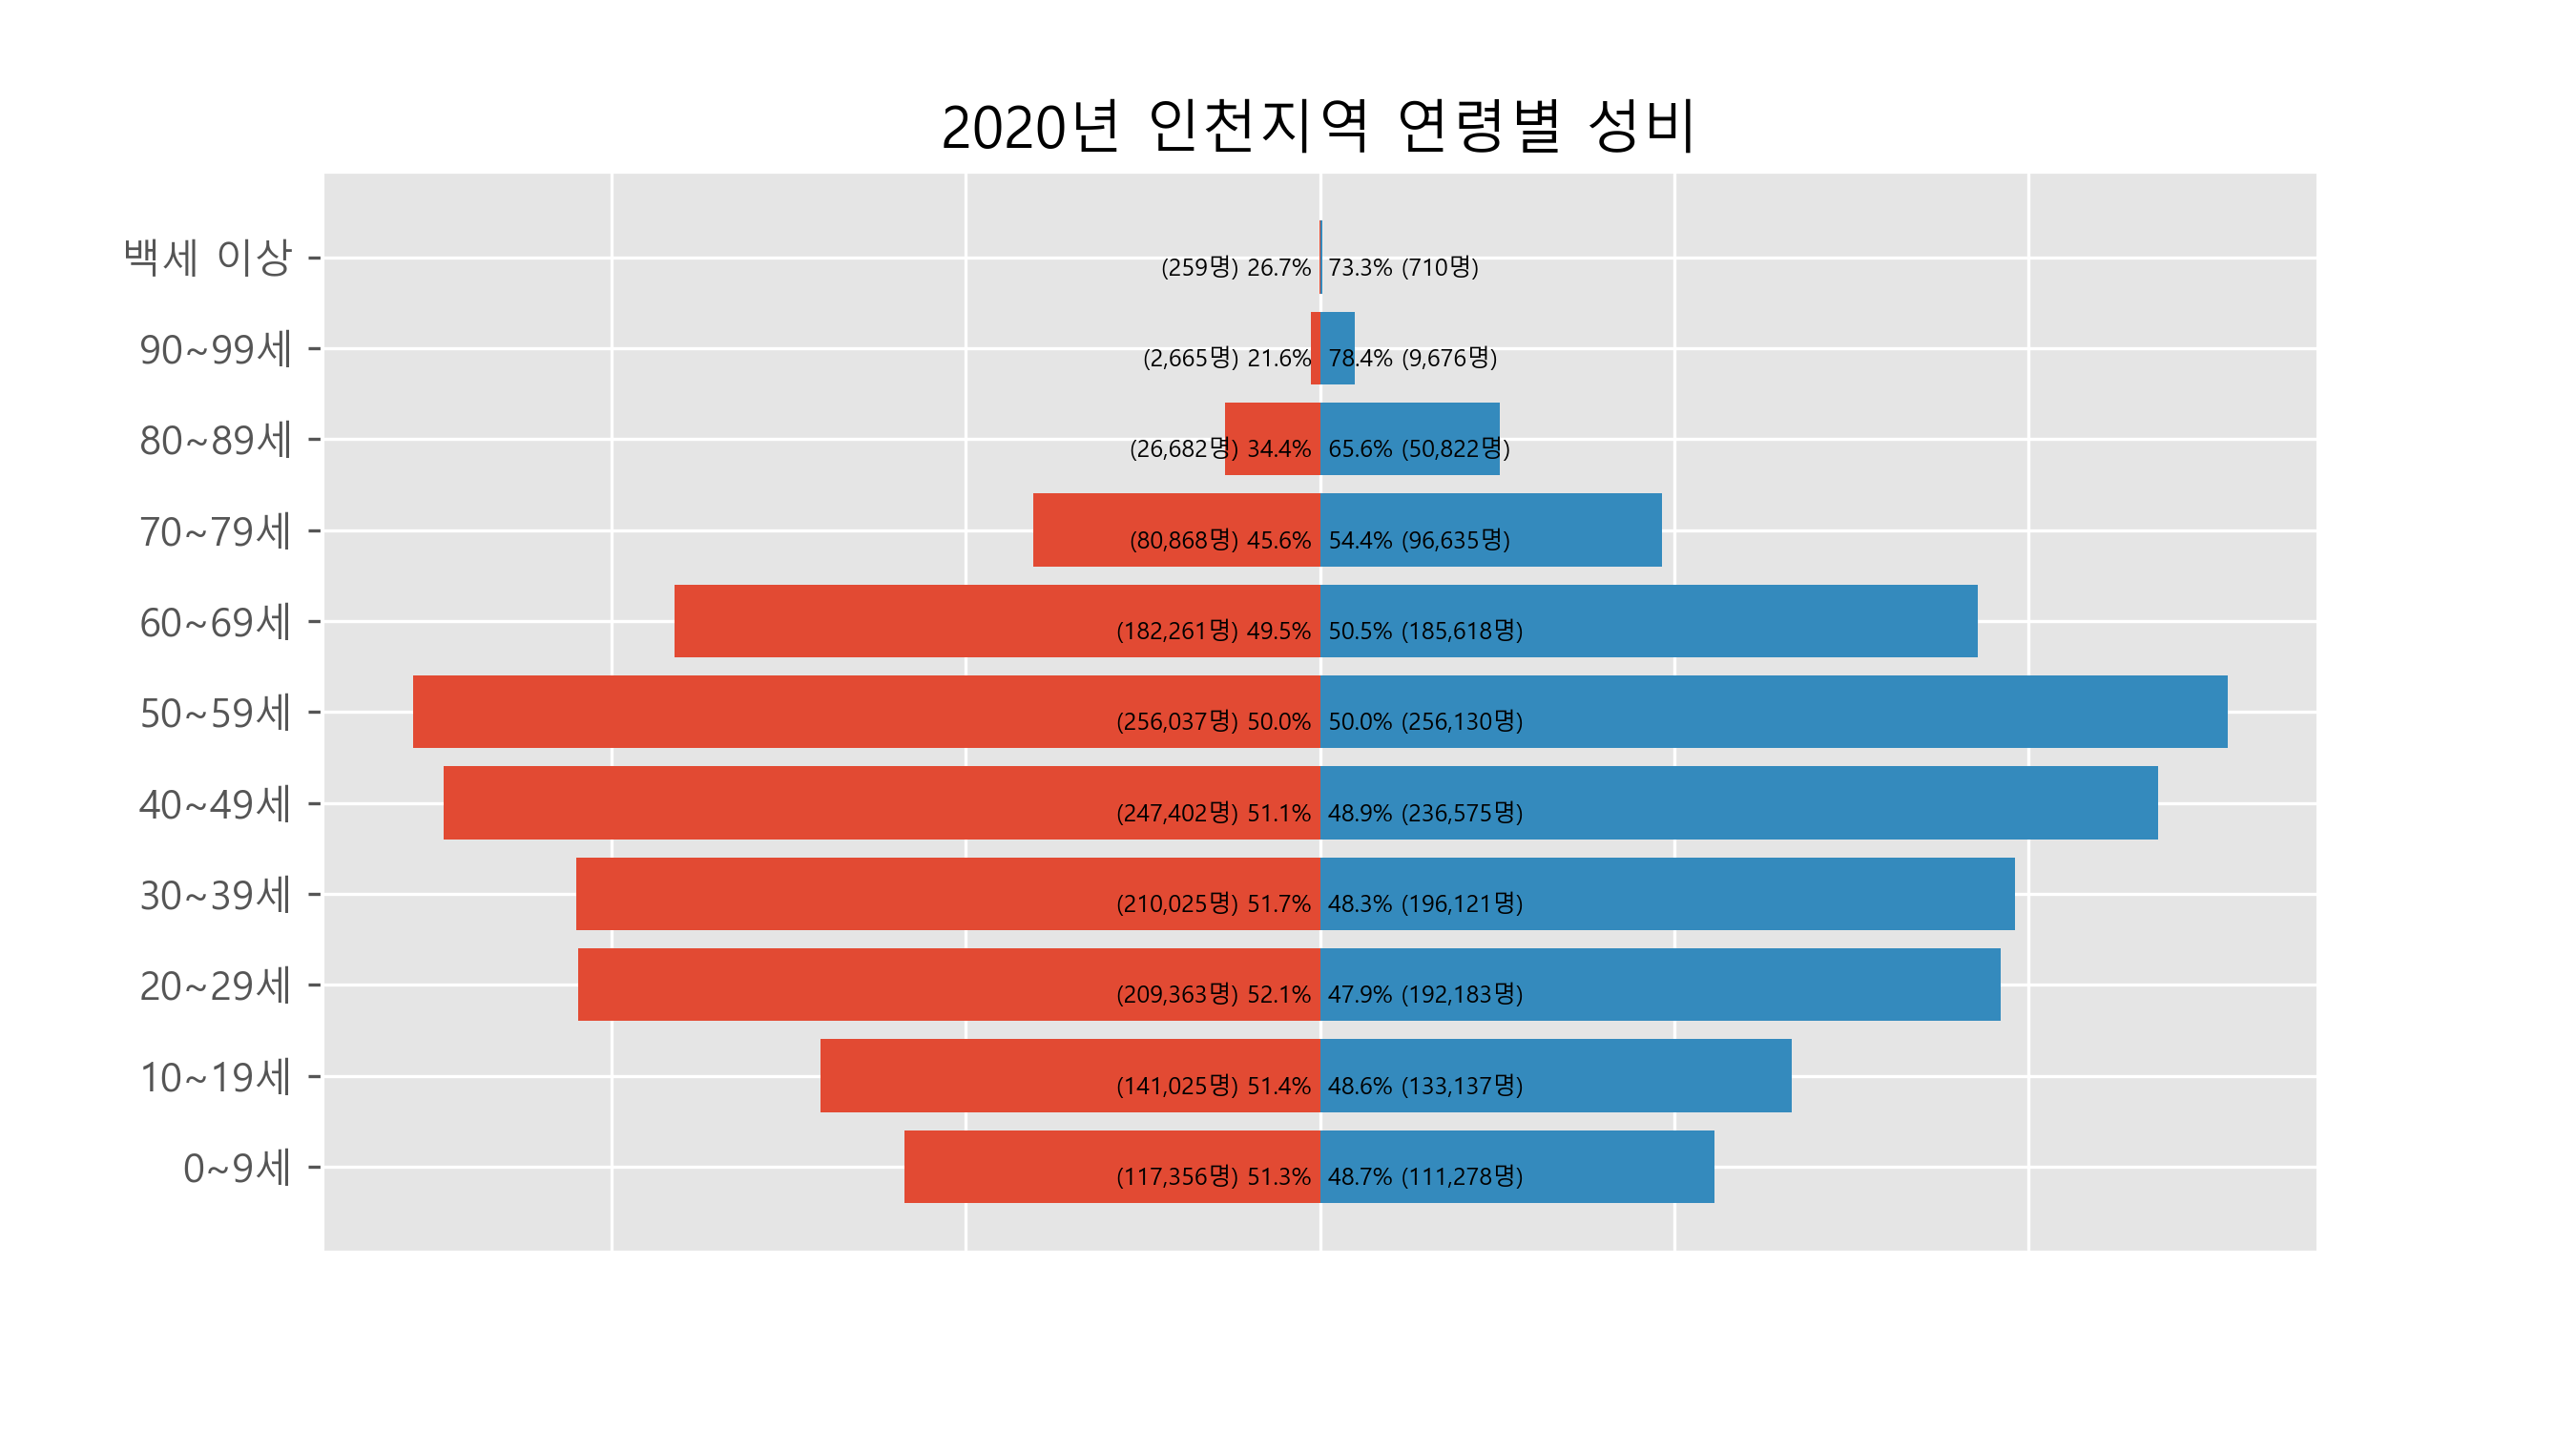 2020년 인천지역 연령별 성비
백세 이상 (259명) 26.7% 73.3% (710명)
90~99세 (2,665명) 21.6% 78.4% (9,676명)
80~89세 (26,682명) 34.4% 65.6% (50,822명)
70~79세 (80,868명) 45.6% 54.4% (96,635명)
60~69세 (182,261명) 49.5% 50.5% (185,618명)
50~59세 (256,037명) 50.0% 50.0% (256,130명)
40~49세 (247,402명) 51.1% 48.9% (236,575명)
30~39세 (210,025명) 51.7% 48.3% (196,121명)
20~29세 (209,363명) 52.1% 47.9% (192,183명)
10~19세 (141,025명) 51.4% 48.6% (133,137명)
0~9세 (117,356명) 51.3% 48.7% (111,278명)